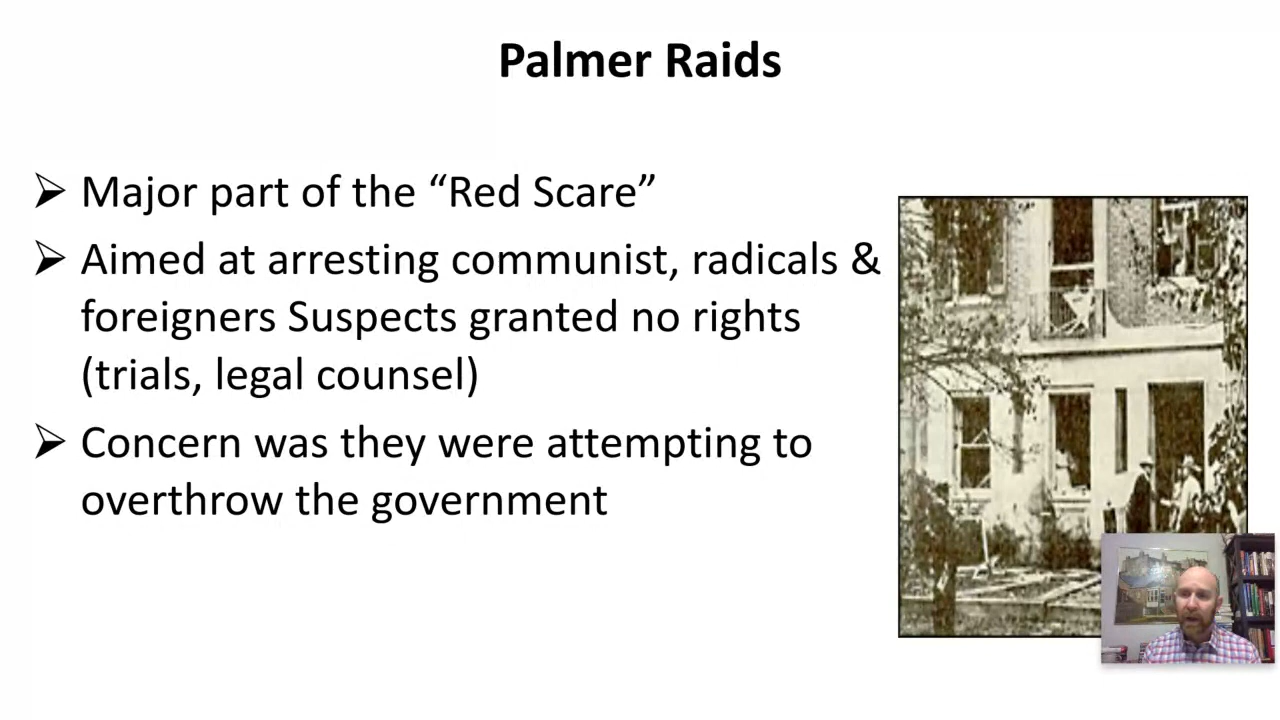 Palmer Raids
➢ Major part of the “Red Scare”
➢ Aimed at arresting communist, radicals &
foreigners Suspects granted no rights
(trials, legal counsel)
➢ Concern was they were attempting to
overthrow the government